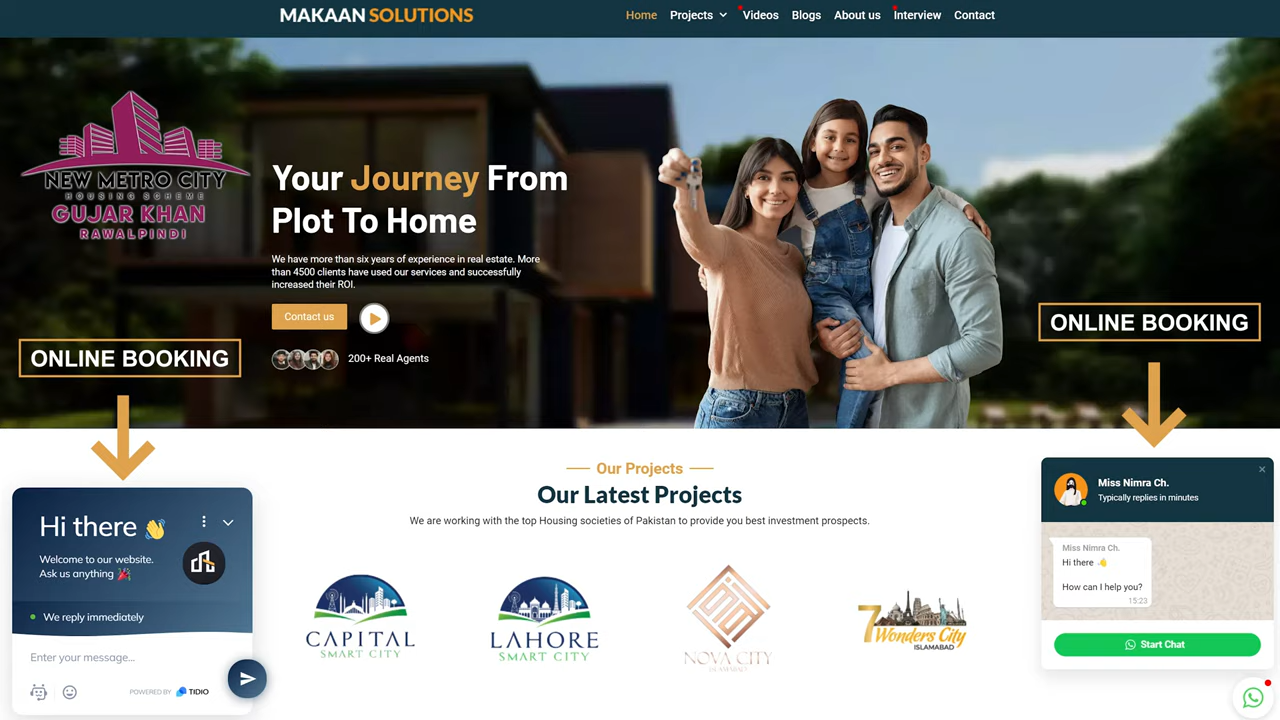 MAKAAN SOLUTIONS
Home
Projects
Videos
Blogs
About us
Interview
Contact
NEW METRO CITY
HOUSING SCHEME
GUJAR KHAN
RAWALPINDI
Your Journey From
Plot To Home
We have more than six years of experience in real estate. More
than 4500 clients have used our services and successfully
increased their ROI.
Contact us
200+ Real Agents
ONLINE BOOKING
ONLINE BOOKING
Our Projects
Our Latest Projects
We are working with the top Housing societies of Pakistan to provide you best investment prospects.
CAPITAL
SMART CITY
LAHORE
SMART CITY
NOVA CITY
ISLAMABAD
7 Wonders City
ISLAMABAD
Hi there 👋
Welcome to our website.
Ask us anything 🎉
We reply immediately
Enter your message...
POWERED BY TIDIO
Miss Nimra Ch.
Typically replies in minutes
Miss Nimra Ch.
Hi there 👋
How can I help you?
15:23
Start Chat